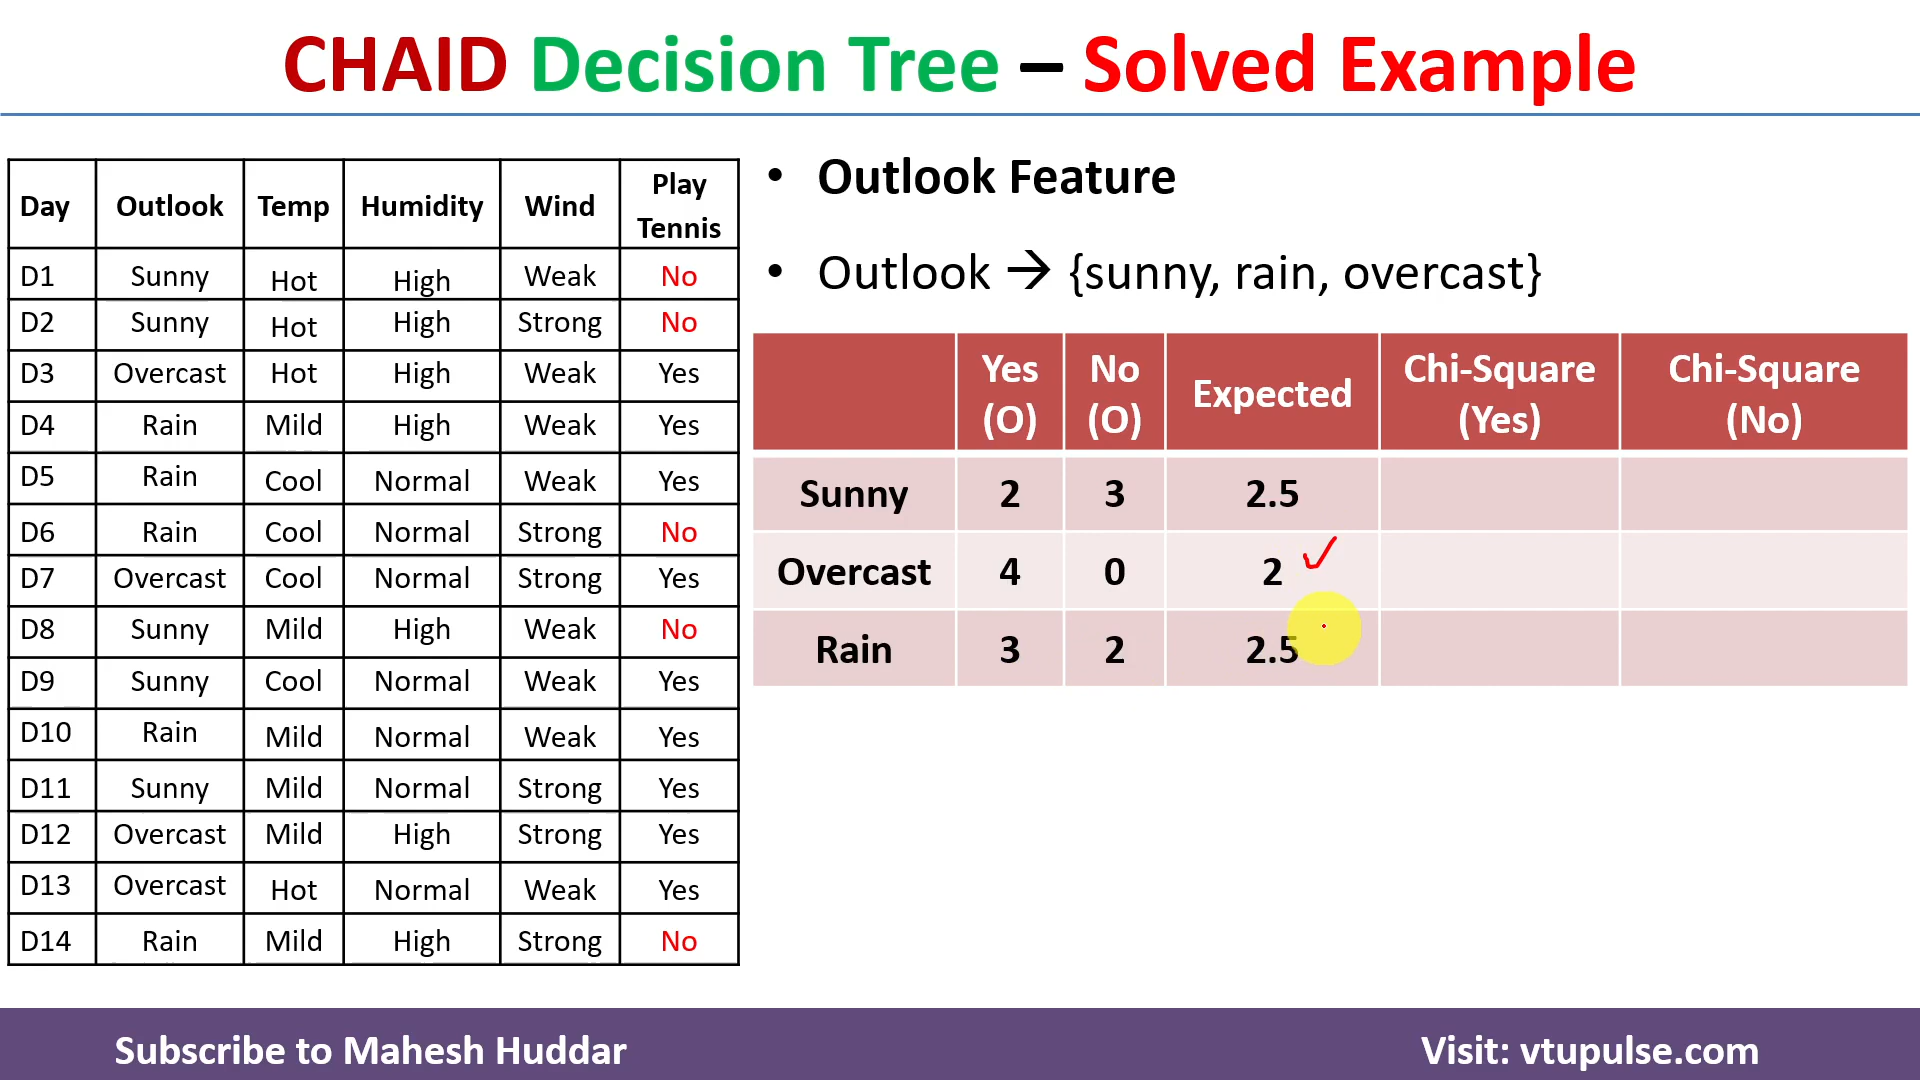 CHAID Decision Tree – Solved Example
Day Outlook Temp Humidity Wind Play Tennis
D1 Sunny Hot High Weak No
D2 Sunny Hot High Strong No
D3 Overcast Hot High Weak Yes
D4 Rain Mild High Weak Yes
D5 Rain Cool Normal Weak Yes
D6 Rain Cool Normal Strong No
D7 Overcast Cool Normal Strong Yes
D8 Sunny Mild High Weak No
D9 Sunny Cool Normal Weak Yes
D10 Rain Mild Normal Weak Yes
D11 Sunny Mild Normal Strong Yes
D12 Overcast Mild High Strong Yes
D13 Overcast Hot Normal Weak Yes
D14 Rain Mild High Strong No
• Outlook Feature
• Outlook → {sunny, rain, overcast}
Yes (O) No (O) Expected Chi-Square (Yes) Chi-Square (No)
Sunny 2 3 2.5
Overcast 4 0 2 ✓
Rain 3 2 2.5
Subscribe to Mahesh Huddar
Visit: vtupulse.com